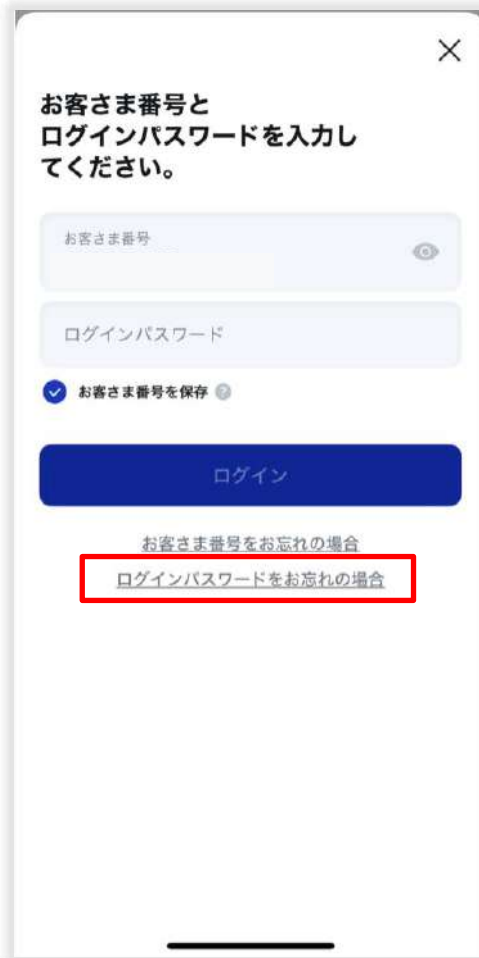 お客さま番号と
ログインパスワードを入力し
てください。
お客さま番号
ログインパスワード
お客さま番号を保存 ?
ログイン
お客さま番号をお忘れの場合
ログインパスワードをお忘れの場合